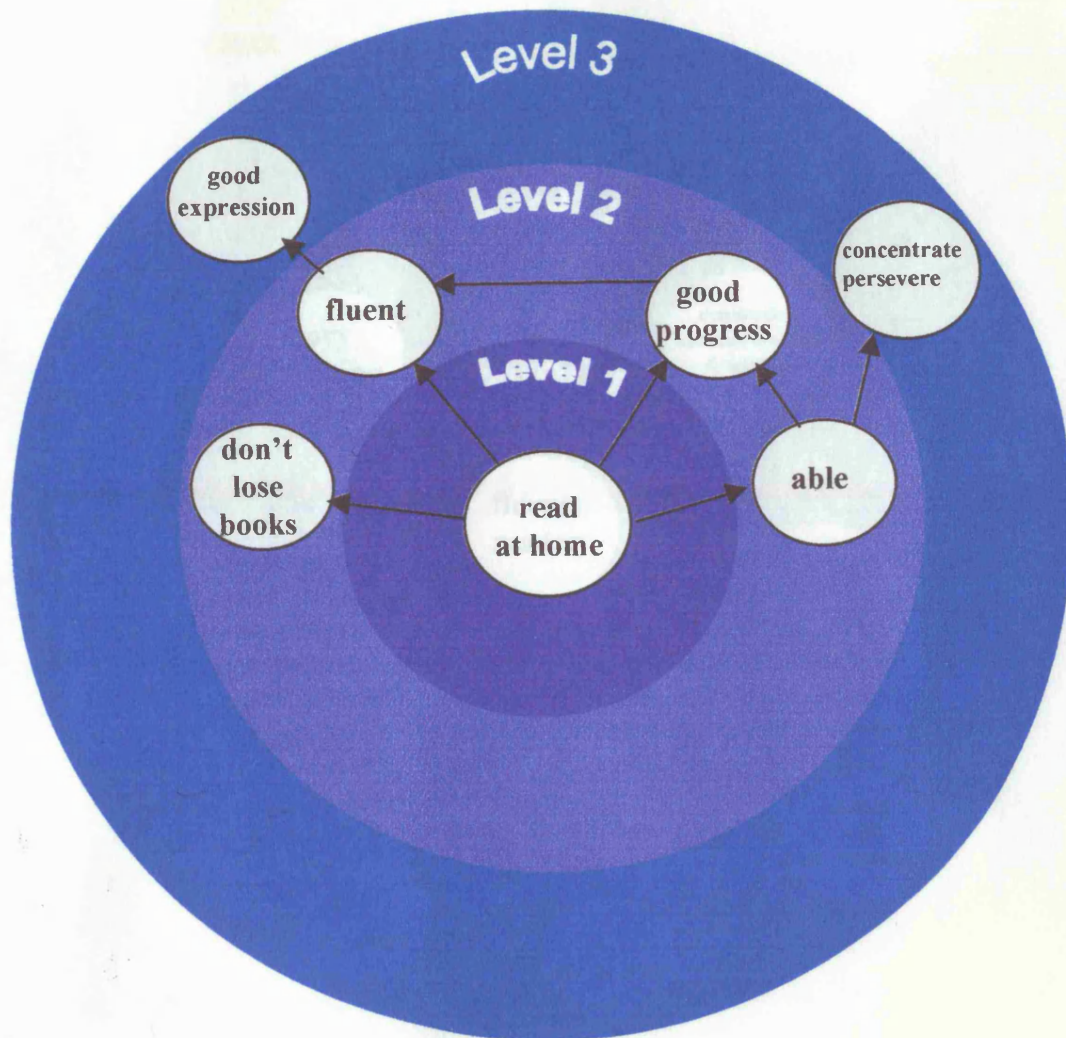 Level 3
good
expression
Level 2
concentrate
persevere
fluent
good
progress
Level 1
don't
lose
books
able
read
at home